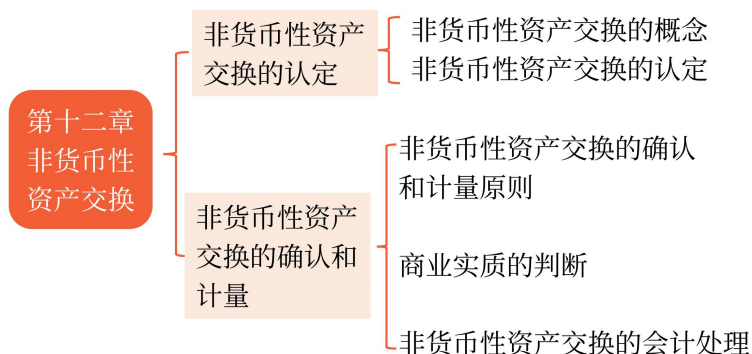 第十二章
非货币性
资产交换
非货币性资产
交换的认定
非货币性资产交换的概念
非货币性资产交换的认定
非货币性资产
交换的确认和
计量
非货币性资产交换的确认
和计量原则
商业实质的判断
非货币性资产交换的会计处理